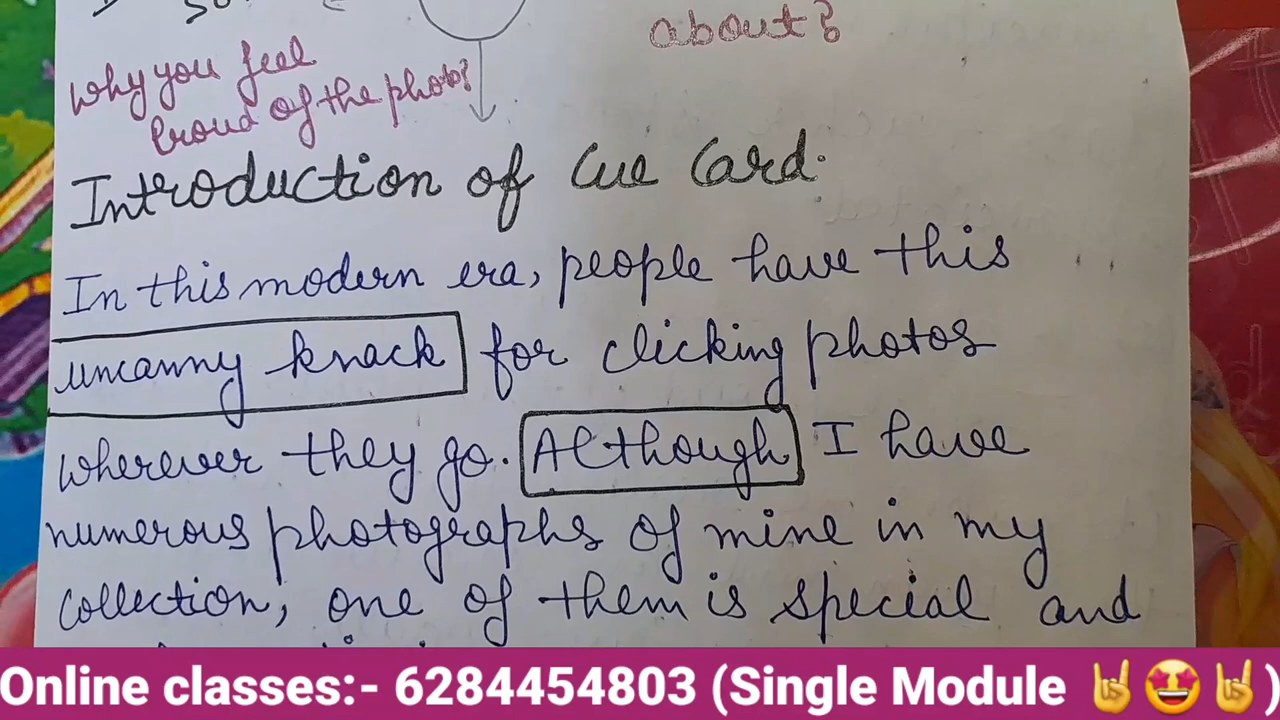 about?
Why you feel
Proud of the photo?
Introduction of Cue Card.
In this modern era, people have this
uncanny knack for clicking photos
wherever they go. Although I have
numerous photographs of mine in my
collection, one of them is special and
Online classes:- 6284454803 (Single Module 🤘🤩🤘)